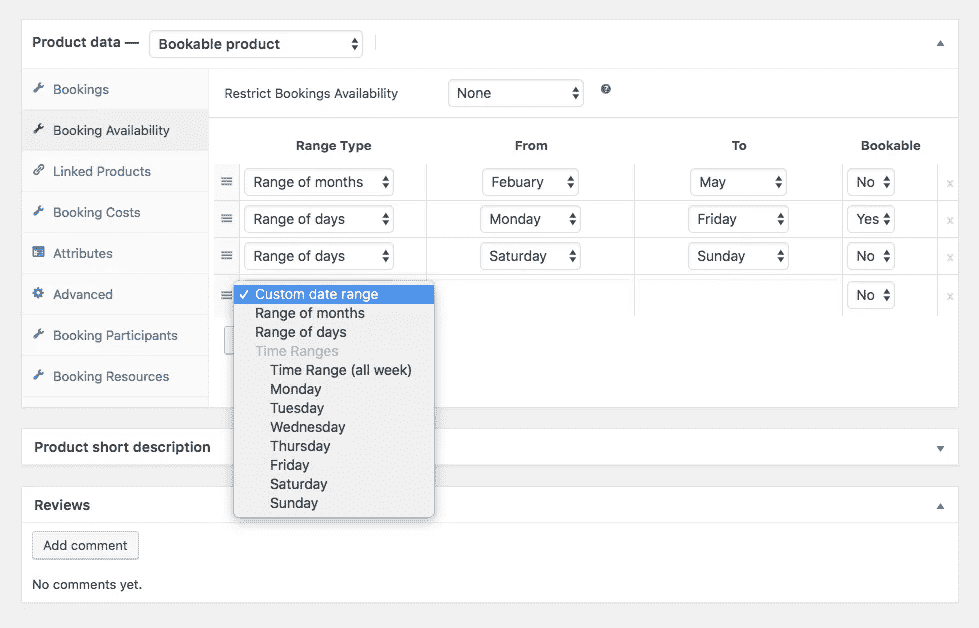 Product data — Bookable product
Bookings
Booking Availability
Linked Products
Booking Costs
Attributes
Advanced
Booking Participants
Booking Resources
Restrict Bookings Availability None ?
Range Type From To Bookable
Range of months Febuary May No x
Range of days Monday Friday Yes x
Range of days Saturday Sunday No x
✓ Custom date range No x
Range of months
Range of days
Time Ranges
Time Range (all week)
Monday
Tuesday
Wednesday
Thursday
Friday
Saturday
Sunday
Product short description
Reviews
Add comment
No comments yet.